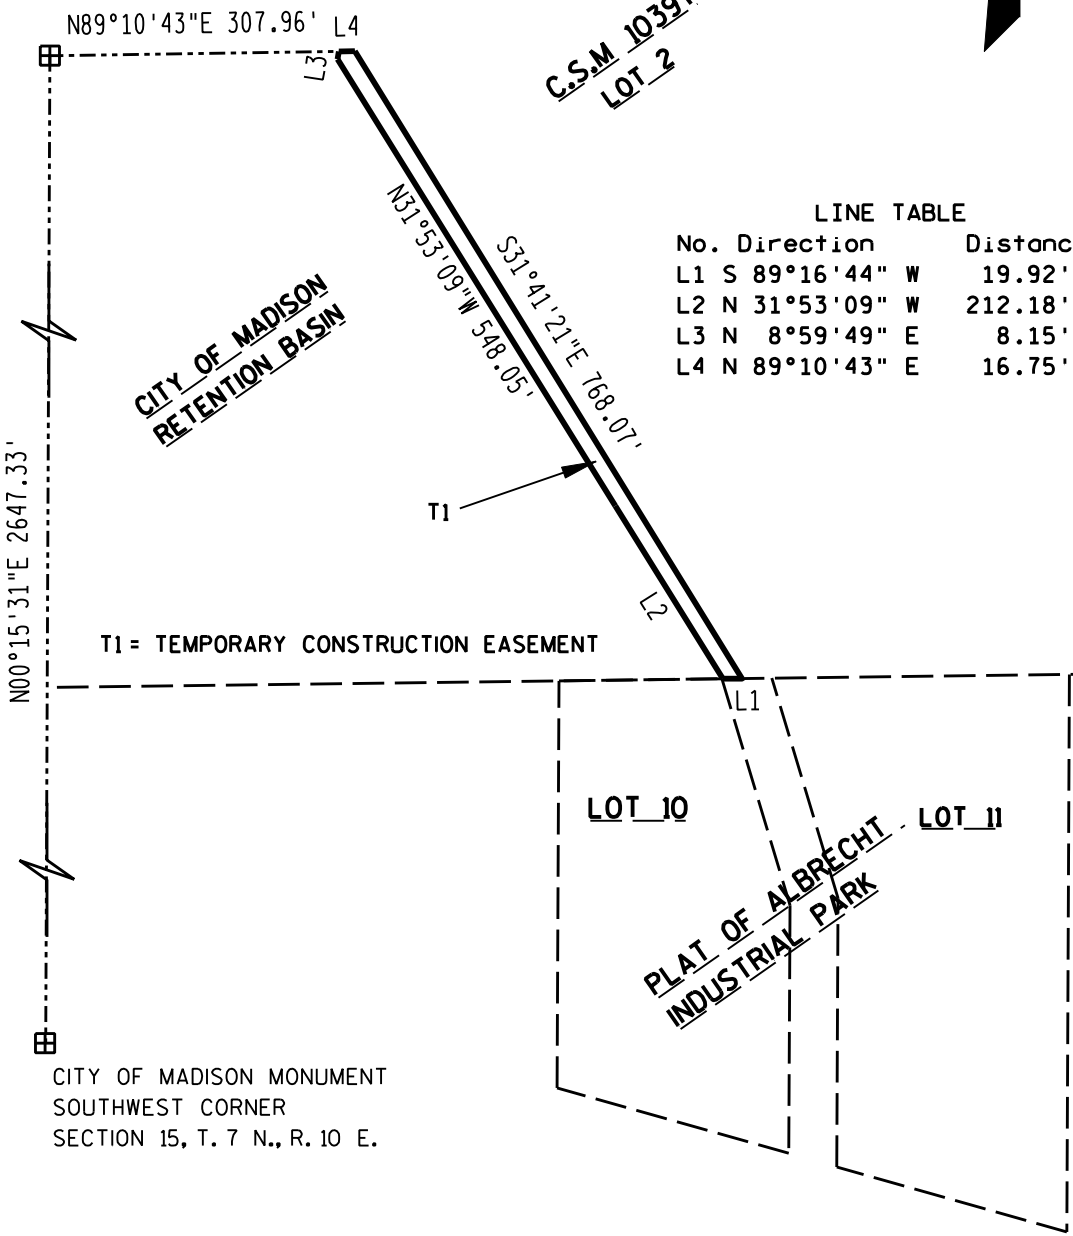 N89°10'43"E 307.96' L4
L3
C.S.M 10391
LOT 2
LINE TABLE
No. Direction Distanc
L1 S 89°16'44" W 19.92'
L2 N 31°53'09" W 212.18'
L3 N 8°59'49" E 8.15'
L4 N 89°10'43" E 16.75'
N31°53'09"W 548.05'
S31°41'21"E 768.07'
CITY OF MADISON
RETENTION BASIN
T1
N00°15'31"E 2647.33'
L2
T1 = TEMPORARY CONSTRUCTION EASEMENT
L1
LOT 10
LOT 11
PLAT OF ALBRECHT
INDUSTRIAL PARK
CITY OF MADISON MONUMENT
SOUTHWEST CORNER
SECTION 15, T. 7 N., R. 10 E.